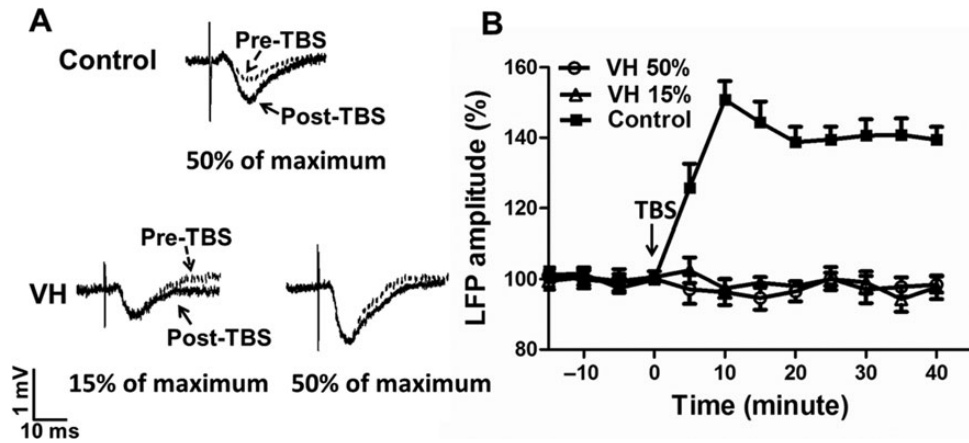 A
Control
Pre-TBS
Post-TBS
50% of maximum
VH
Pre-TBS
Post-TBS
15% of maximum
50% of maximum
1 mV
10 ms
B
VH 50%
VH 15%
Control
TBS
LFP amplitude (%)
160
140
120
100
80
−10
0
10
20
30
40
Time (minute)